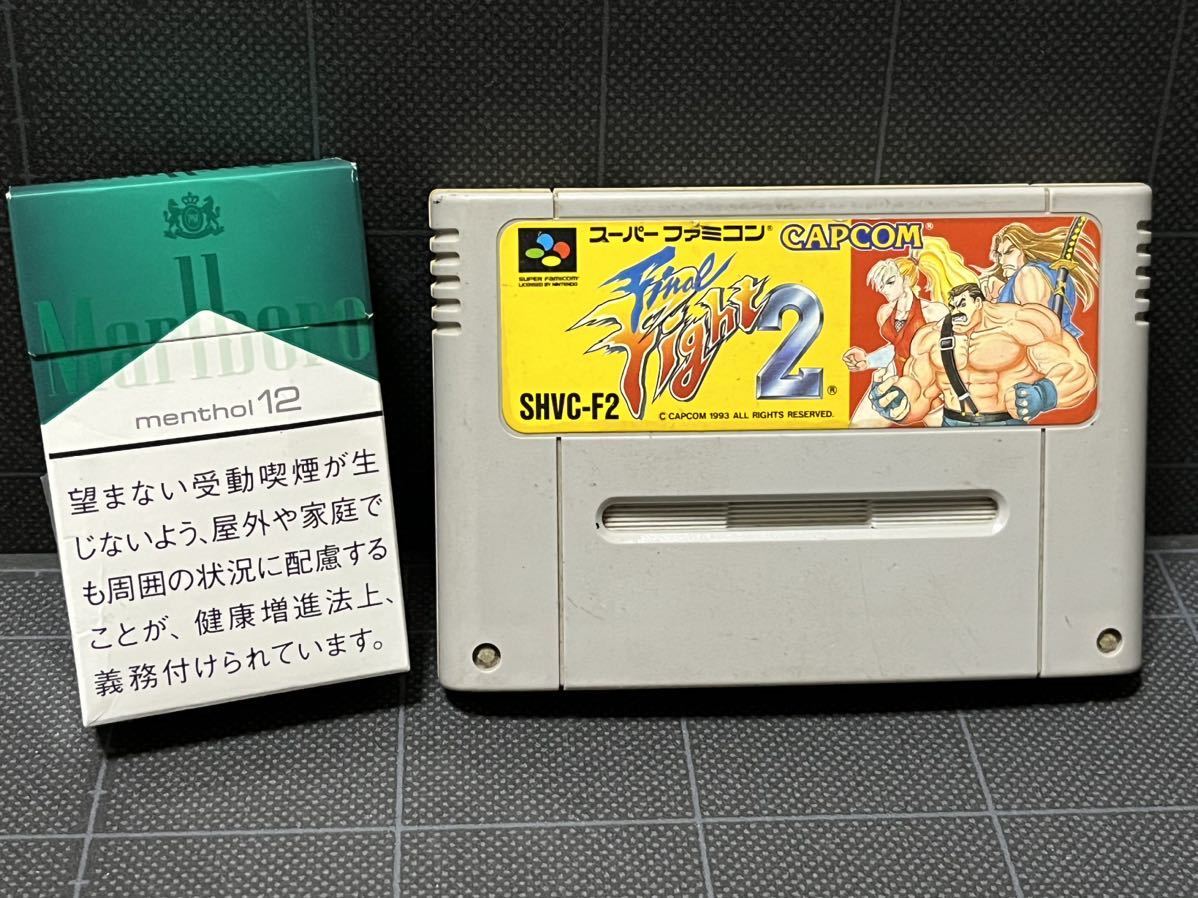 Marlboro
menthol 12
望まない受動喫煙が生
じないよう、屋外や家庭で
も周囲の状況に配慮する
ことが、健康増進法上、
義務付けられています。
スーパーファミコン® CAPCOM®
SUPER FAMICOM
LICENSED BY NINTENDO
Final
Fight 2®
SHVC-F2
© CAPCOM 1993 ALL RIGHTS RESERVED.